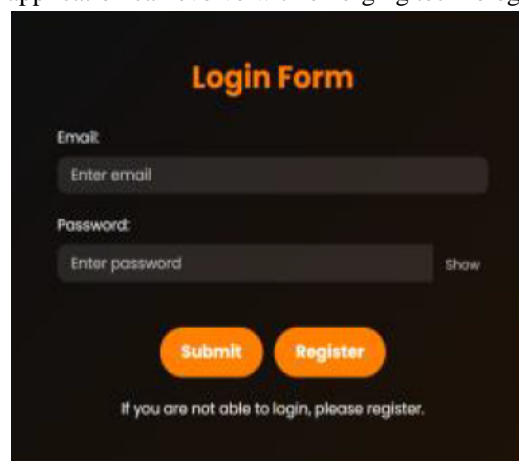 Login Form
Email:
Enter email
Password:
Enter password Show
Submit Register
If you are not able to login, please register.